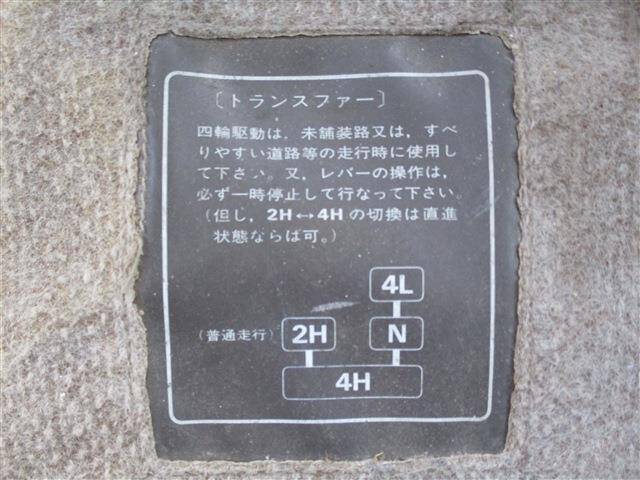 〔トランスファー〕
四輪駆動は,未舗装路又は,すべ
りやすい道路等の走行時に使用し
て下さい。又,レバーの操作は,
必ず一時停止して行なって下さい。
(但し,2H↔4Hの切換は直進
状態ならば可。)
4L
(普通走行) 2H N
4H